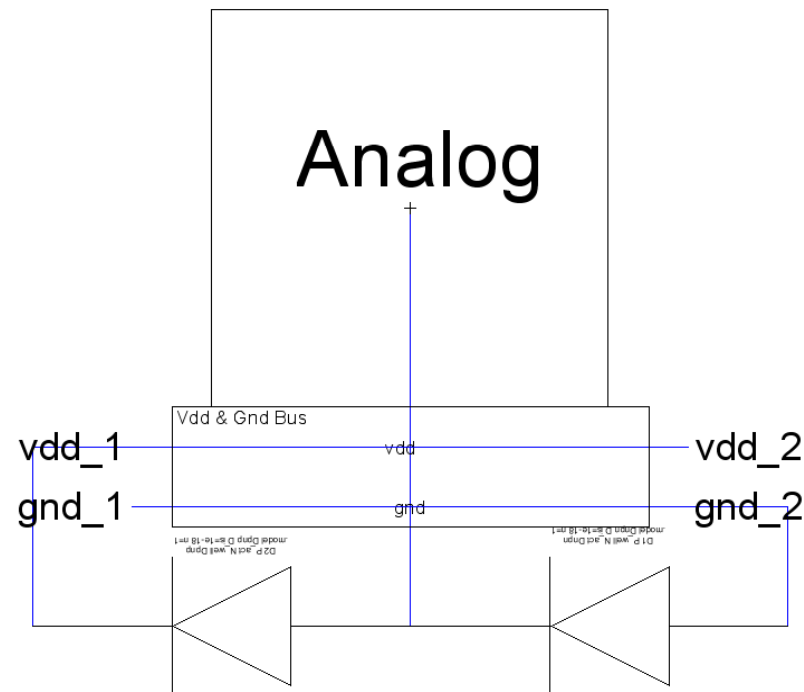 Analog
Vdd & Gnd Bus
vdd_1
vdd
vdd_2
gnd_1
gnd
gnd_2
.model Dpnp D is=1e-18 n=1
D2 P_act N_well Dpnp
.model Dnpn D is=1e-18 n=1
D1 P_well N_act Dnpn